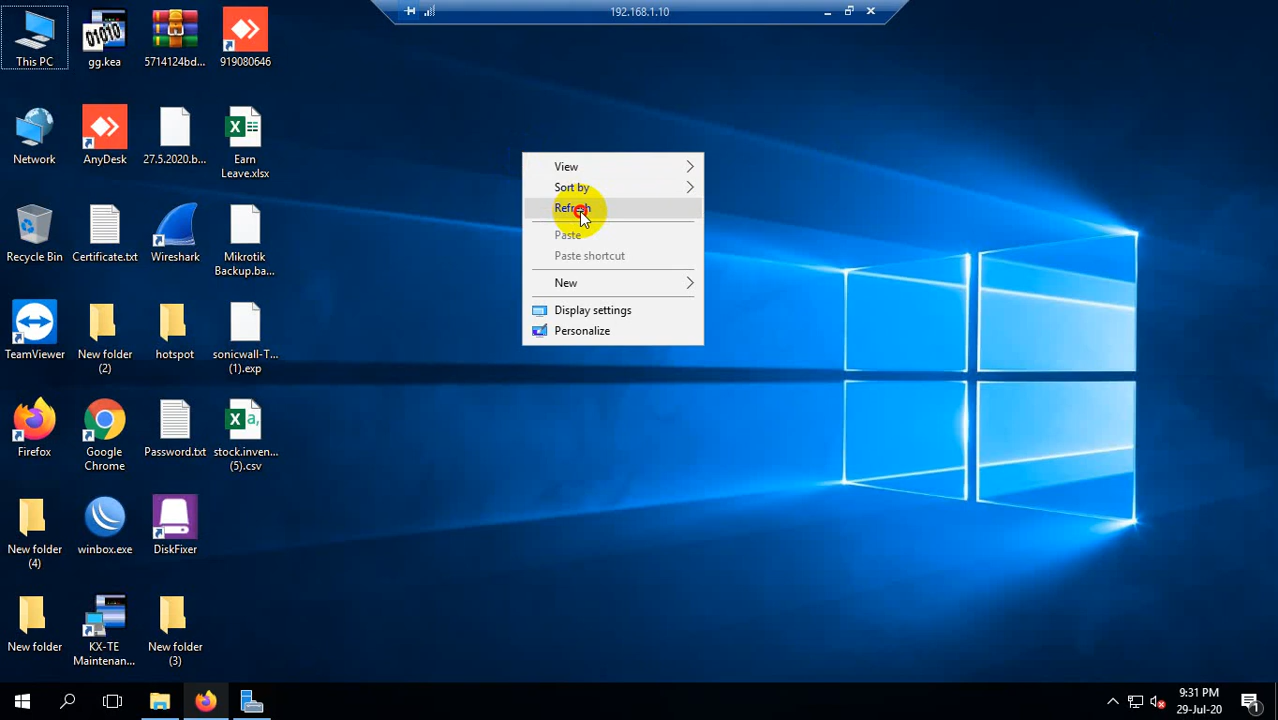 192.168.1.10
This PC
gg.kea
5714124bd...
919080646
Network
AnyDesk
27.5.2020.b...
Earn
Leave.xlsx
Recycle Bin
Certificate.txt
Wireshark
Mikrotik
Backup.ba...
TeamViewer
New folder
(2)
hotspot
sonicwall-T...
(1).exp
Firefox
Google
Chrome
Password.txt
stock.inven...
(5).csv
New folder
(4)
winbox.exe
DiskFixer
New folder
KX-TE
Maintenan...
New folder
(3)
View
Sort by
Refresh
Paste
Paste shortcut
New
Display settings
Personalize
9:31 PM
29-Jul-20
1